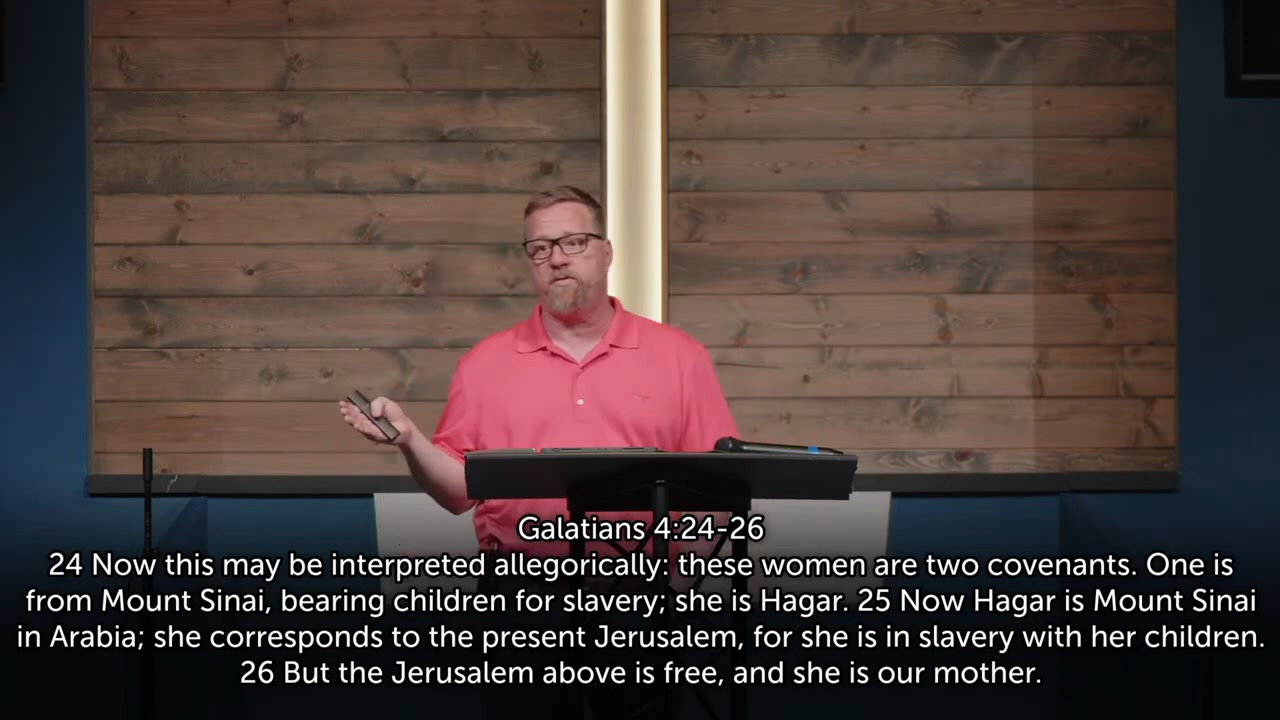 Galatians 4:24-26
24 Now this may be interpreted allegorically: these women are two covenants. One is
from Mount Sinai, bearing children for slavery; she is Hagar. 25 Now Hagar is Mount Sinai
in Arabia; she corresponds to the present Jerusalem, for she is in slavery with her children.
26 But the Jerusalem above is free, and she is our mother.